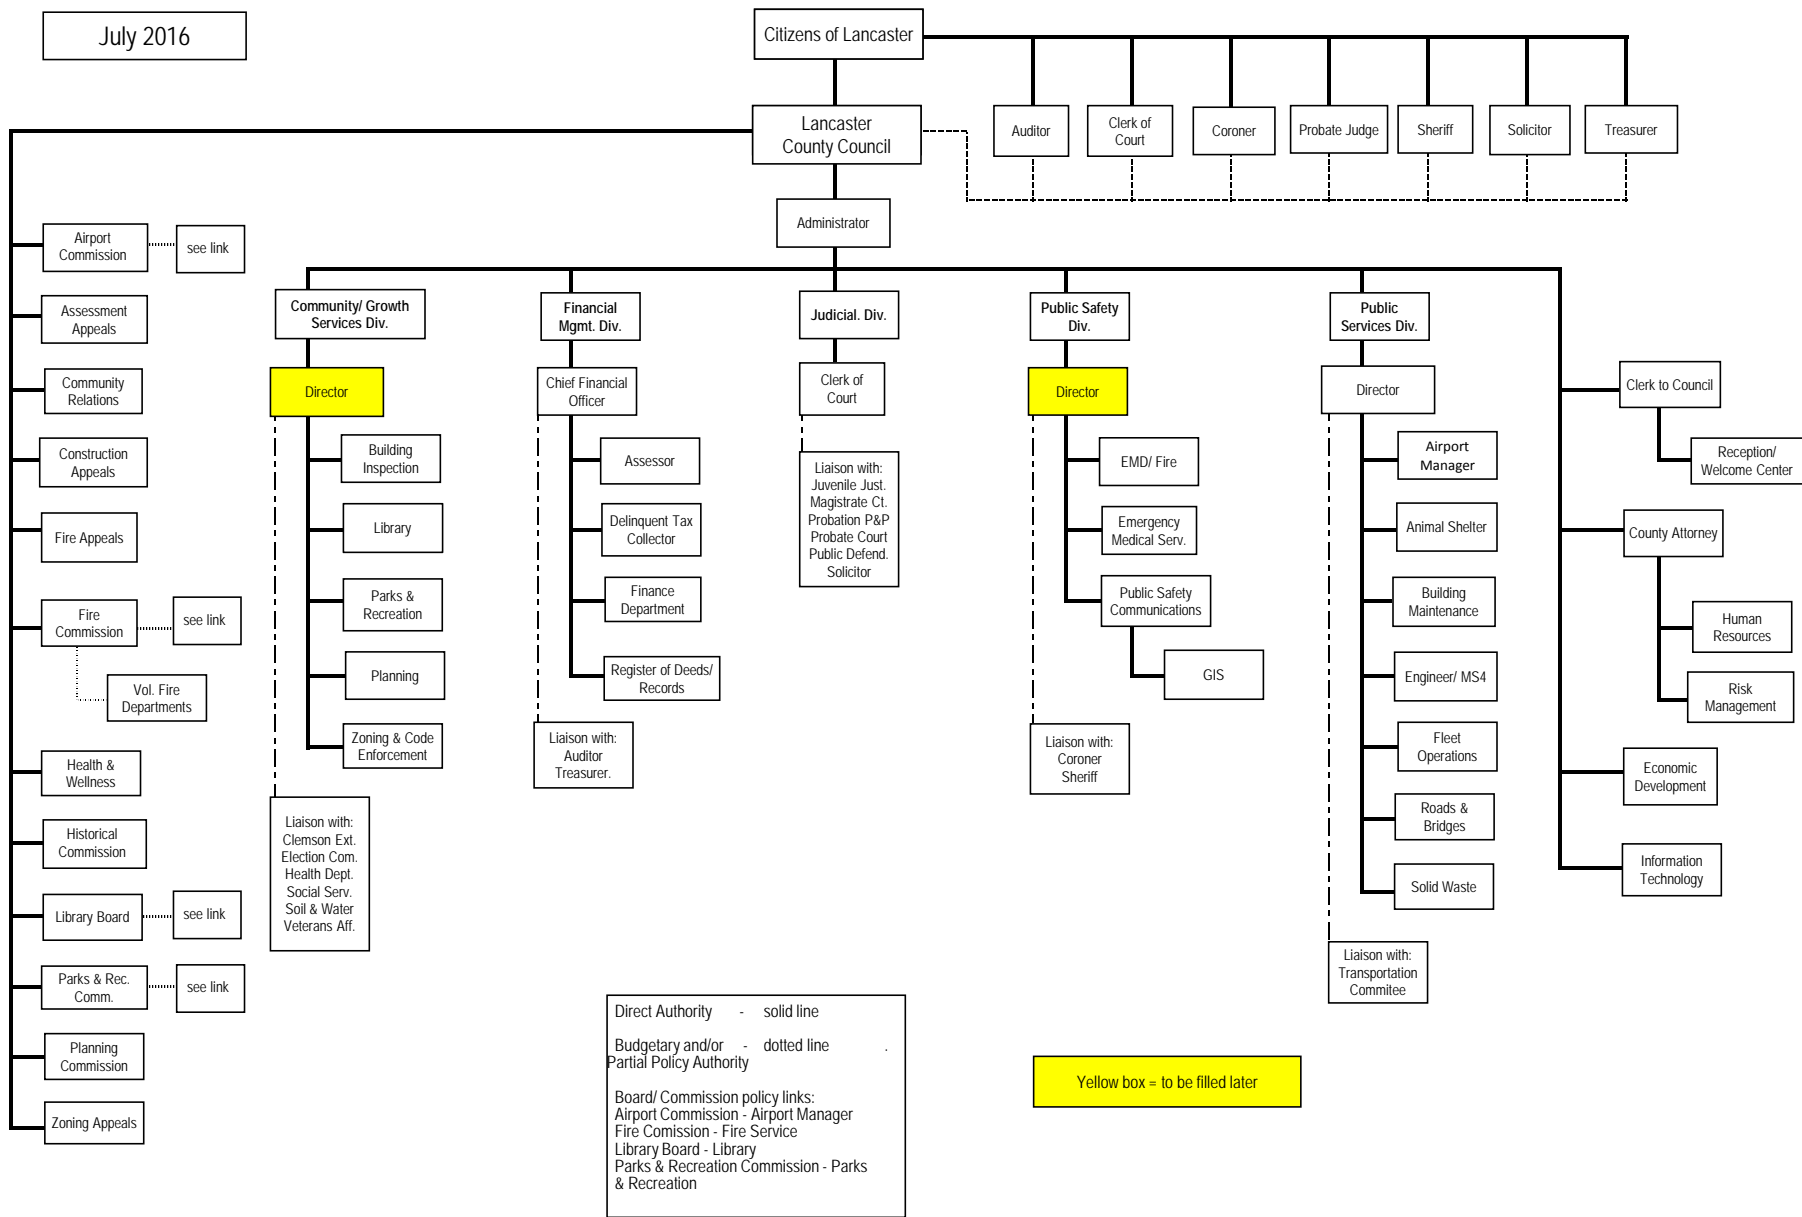 July 2016
Citizens of Lancaster
Lancaster
County Council
Auditor
Clerk of
Court
Coroner
Probate Judge
Sheriff
Solicitor
Treasurer
Administrator
Airport
Commission
see link
Assessment
Appeals
Community
Relations
Construction
Appeals
Fire Appeals
Fire
Commission
see link
Vol. Fire
Departments
Health &
Wellness
Historical
Commission
Library Board
see link
Parks & Rec.
Comm.
see link
Planning
Commission
Zoning Appeals
Community/ Growth
Services Div.
Director
Building
Inspection
Library
Parks &
Recreation
Planning
Zoning & Code
Enforcement
Liaison with:
Clemson Ext.
Election Com.
Health Dept.
Social Serv.
Soil & Water
Veterans Aff.
Financial
Mgmt. Div.
Chief Financial
Officer
Assessor
Delinquent Tax
Collector
Finance
Department
Register of Deeds/
Records
Liaison with:
Auditor
Treasurer.
Judicial. Div.
Clerk of
Court
Liaison with:
Juvenile Just.
Magistrate Ct.
Probation P&P
Probate Court
Public Defend.
Solicitor
Public Safety
Div.
Director
EMD/ Fire
Emergency
Medical Serv.
Public Safety
Communications
GIS
Liaison with:
Coroner
Sheriff
Public
Services Div.
Director
Airport
Manager
Animal Shelter
Building
Maintenance
Engineer/ MS4
Fleet
Operations
Roads &
Bridges
Solid Waste
Liaison with:
Transportation
Commitee
Clerk to Council
Reception/
Welcome Center
County Attorney
Human
Resources
Risk
Management
Economic
Development
Information
Technology
Direct Authority - solid line
Budgetary and/or - dotted line .
Partial Policy Authority
Board/ Commission policy links:
Airport Commission - Airport Manager
Fire Comission - Fire Service
Library Board - Library
Parks & Recreation Commission - Parks
& Recreation
Yellow box = to be filled later